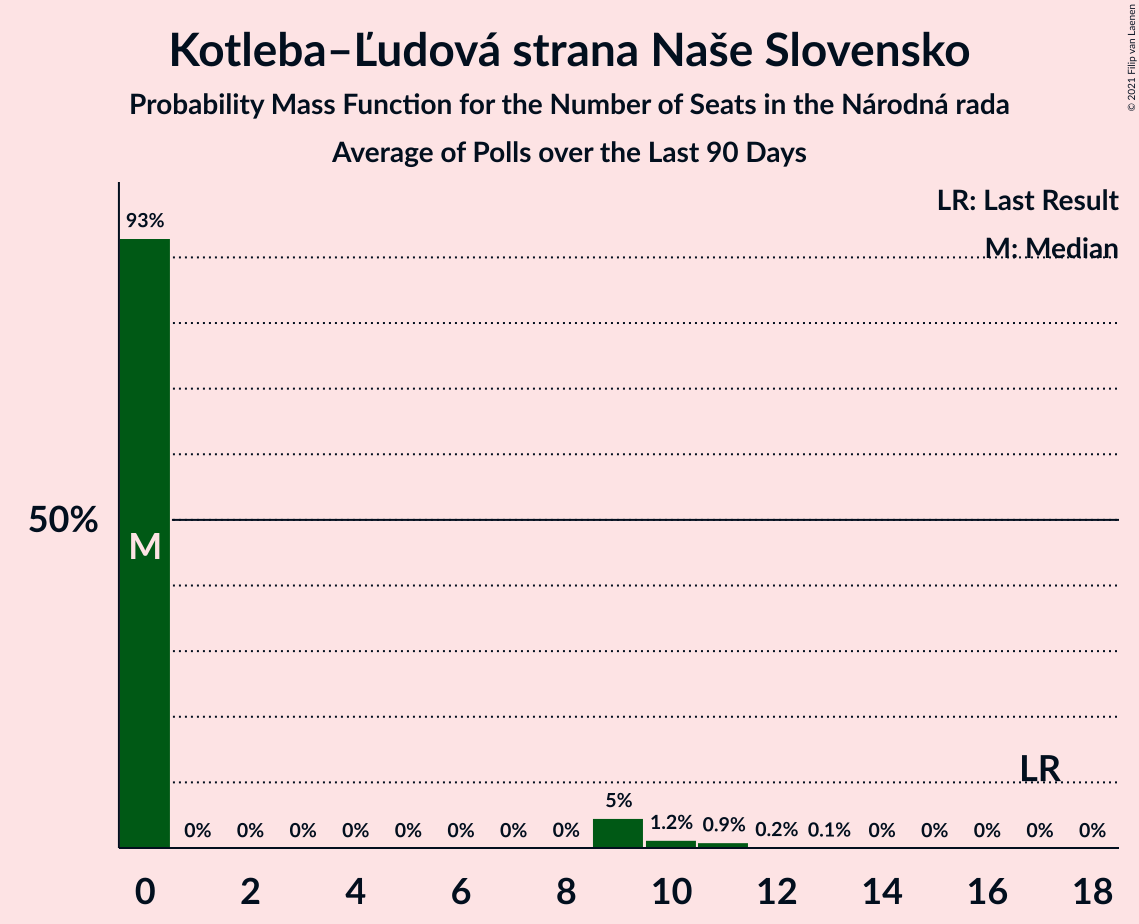 Kotleba–Ľudová strana Naše Slovensko
Probability Mass Function for the Number of Seats in the Národná rada
Average of Polls over the Last 90 Days
© 2021 Filip van Laenen
LR: Last Result
M: Median
93%
50%
M
LR
0% 0% 0% 0% 0% 0% 0% 0% 5% 1.2% 0.9% 0.2% 0.1% 0% 0% 0% 0% 0%
0 2 4 6 8 10 12 14 16 18